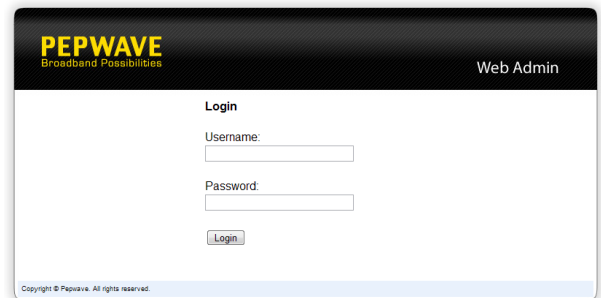 PEPWAVE
Broadband Possibilities
Web Admin
Login
Username:
Password:
Login
Copyright © Pepwave. All rights reserved.